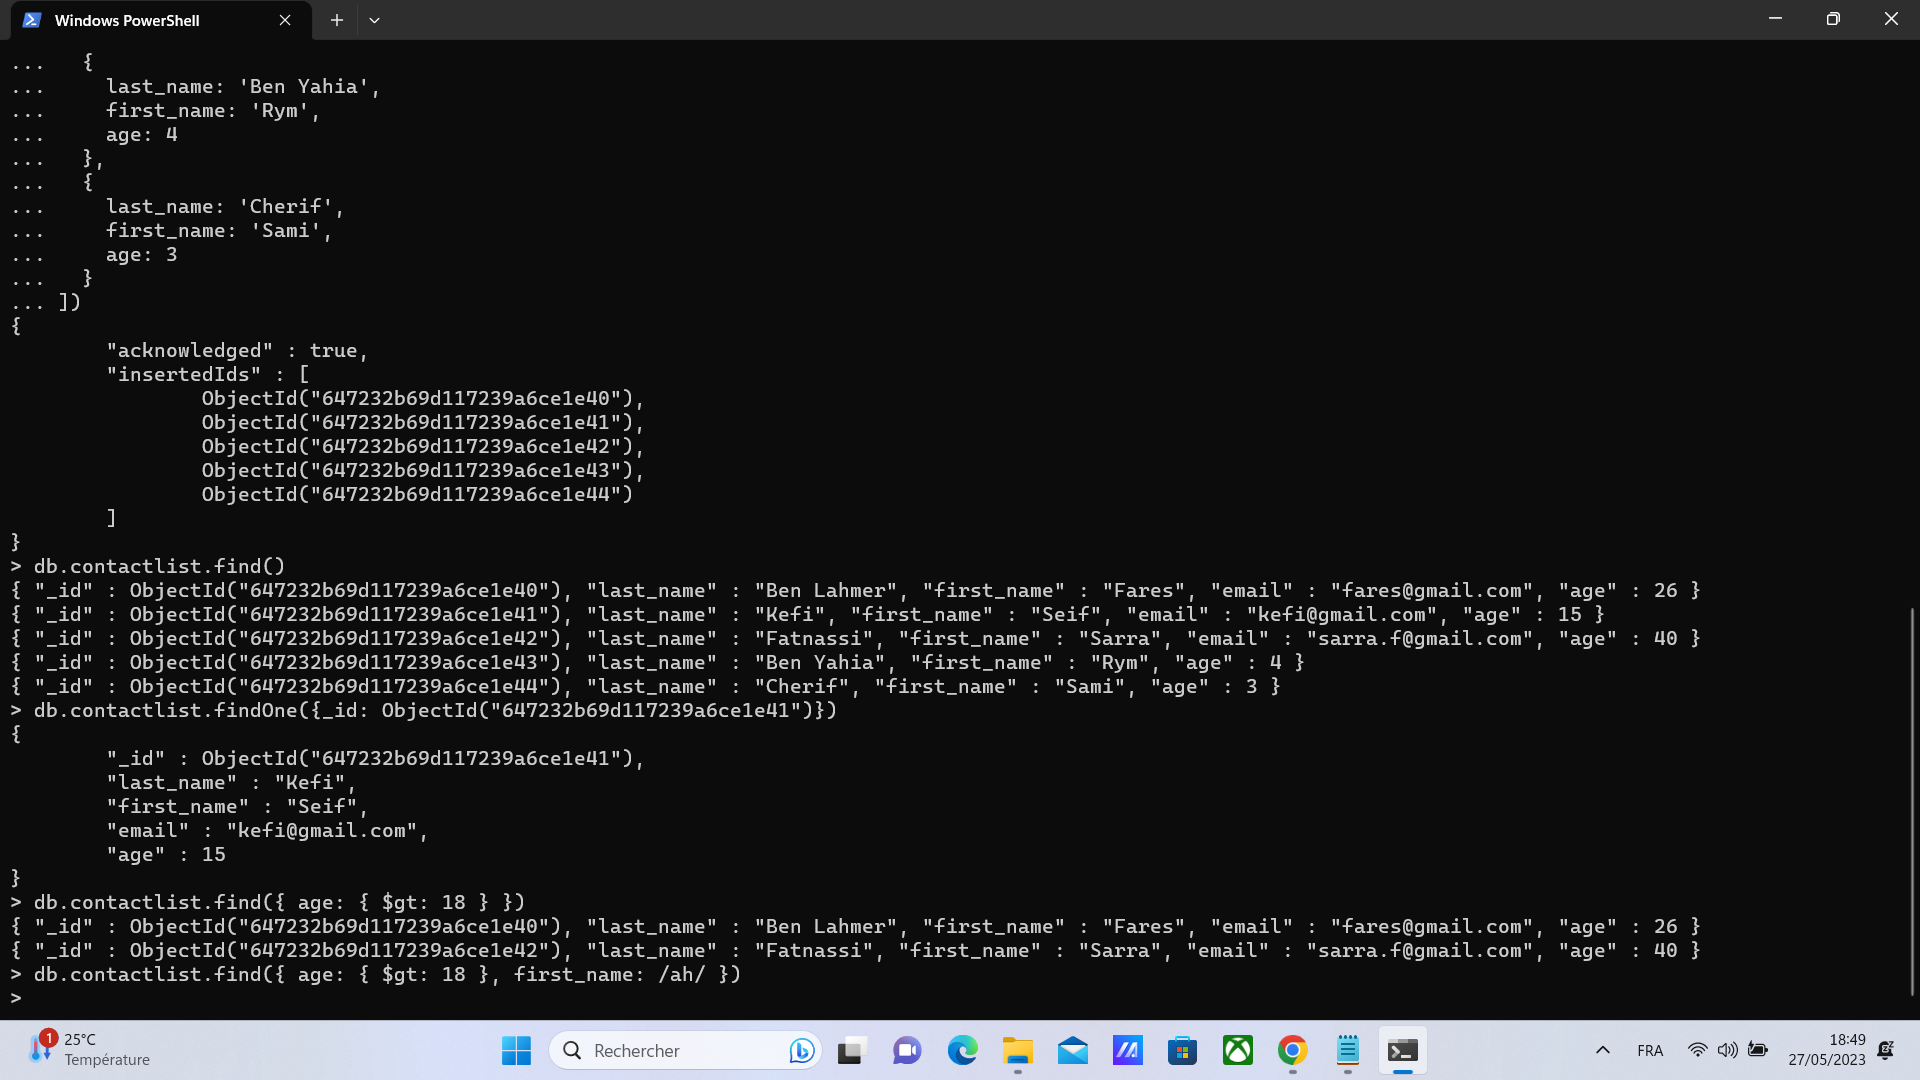 Windows PowerShell
...   {
...     last_name: 'Ben Yahia',
...     first_name: 'Rym',
...     age: 4
...   },
...   {
...     last_name: 'Cherif',
...     first_name: 'Sami',
...     age: 3
...   }
... ])
{
        "acknowledged" : true,
        "insertedIds" : [
                ObjectId("647232b69d117239a6ce1e40"),
                ObjectId("647232b69d117239a6ce1e41"),
                ObjectId("647232b69d117239a6ce1e42"),
                ObjectId("647232b69d117239a6ce1e43"),
                ObjectId("647232b69d117239a6ce1e44")
        ]
}
> db.contactlist.find()
{ "_id" : ObjectId("647232b69d117239a6ce1e40"), "last_name" : "Ben Lahmer", "first_name" : "Fares", "email" : "fares@gmail.com", "age" : 26 }
{ "_id" : ObjectId("647232b69d117239a6ce1e41"), "last_name" : "Kefi", "first_name" : "Seif", "email" : "kefi@gmail.com", "age" : 15 }
{ "_id" : ObjectId("647232b69d117239a6ce1e42"), "last_name" : "Fatnassi", "first_name" : "Sarra", "email" : "sarra.f@gmail.com", "age" : 40 }
{ "_id" : ObjectId("647232b69d117239a6ce1e43"), "last_name" : "Ben Yahia", "first_name" : "Rym", "age" : 4 }
{ "_id" : ObjectId("647232b69d117239a6ce1e44"), "last_name" : "Cherif", "first_name" : "Sami", "age" : 3 }
> db.contactlist.findOne({_id: ObjectId("647232b69d117239a6ce1e41")})
{
        "_id" : ObjectId("647232b69d117239a6ce1e41"),
        "last_name" : "Kefi",
        "first_name" : "Seif",
        "email" : "kefi@gmail.com",
        "age" : 15
}
> db.contactlist.find({ age: { $gt: 18 } })
{ "_id" : ObjectId("647232b69d117239a6ce1e40"), "last_name" : "Ben Lahmer", "first_name" : "Fares", "email" : "fares@gmail.com", "age" : 26 }
{ "_id" : ObjectId("647232b69d117239a6ce1e42"), "last_name" : "Fatnassi", "first_name" : "Sarra", "email" : "sarra.f@gmail.com", "age" : 40 }
> db.contactlist.find({ age: { $gt: 18 }, first_name: /ah/ })
>
1
25°C
Température
Rechercher
FRA
18:49
27/05/2023